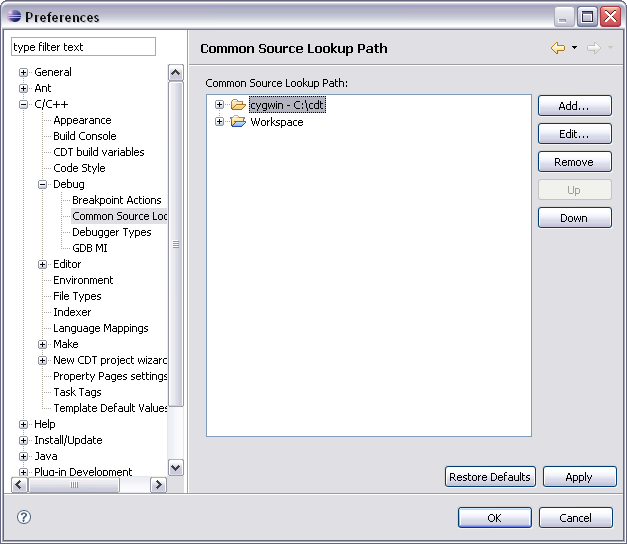 Preferences
type filter text
General
Ant
C/C++
Appearance
Build Console
CDT build variables
Code Style
Debug
Breakpoint Actions
Common Source Loc
Debugger Types
GDB MI
Editor
Environment
File Types
Indexer
Language Mappings
Make
New CDT project wizard
Property Pages settings
Task Tags
Template Default Values
Help
Install/Update
Java
Plug-in Development
Common Source Lookup Path
Common Source Lookup Path:
cygwin - C:\cdt
Workspace
Add...
Edit...
Remove
Up
Down
Restore Defaults
Apply
?
OK
Cancel